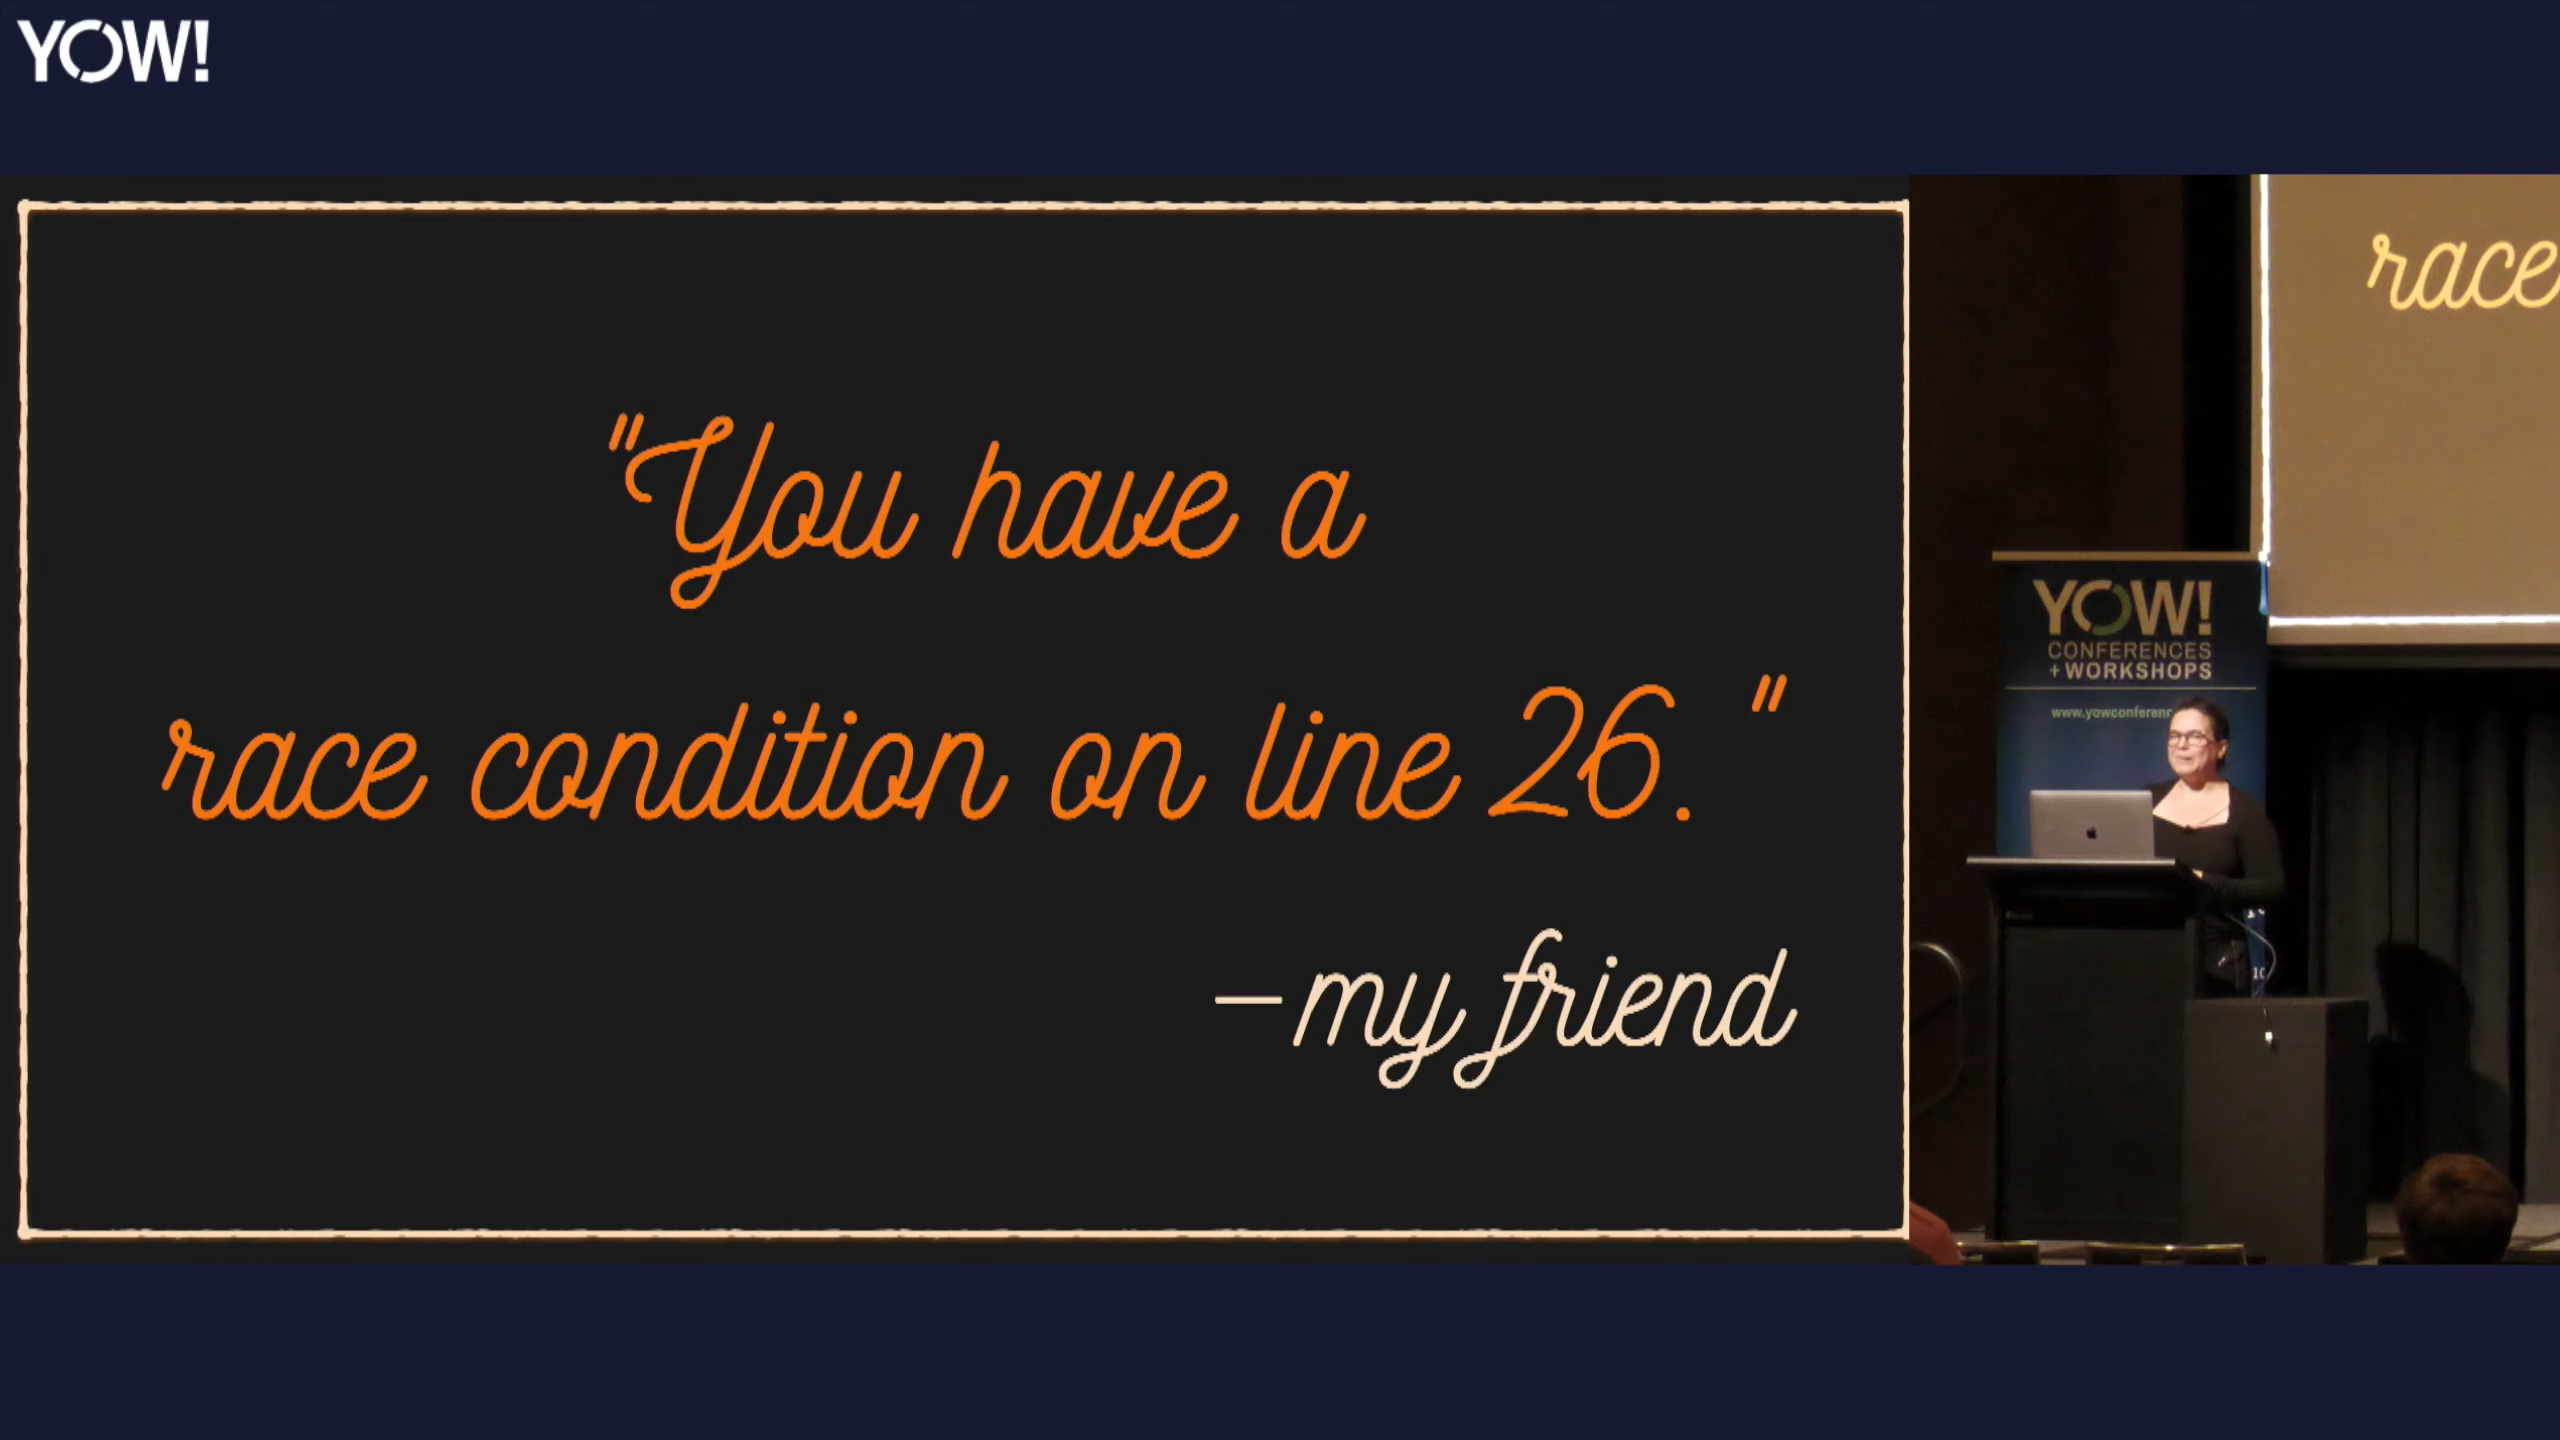 YOW!
"You have a
race condition on line 26."
—my friend
race
YOW!
CONFERENCES
+ WORKSHOPS